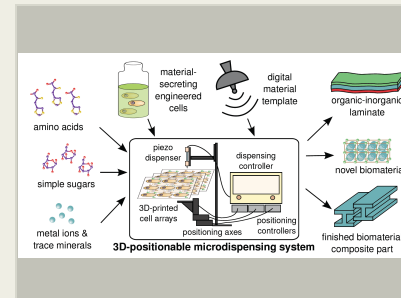 material-
secreting
engineered
cells
digital
material
template
amino acids
organic-inorganic
laminate
piezo
dispenser
dispensing
controller
simple sugars
novel biomateria
3D-printed
cell arrays
positioning axes
positioning
controllers
metal ions &
trace minerals
3D-positionable microdispensing system
finished biomateria
composite part